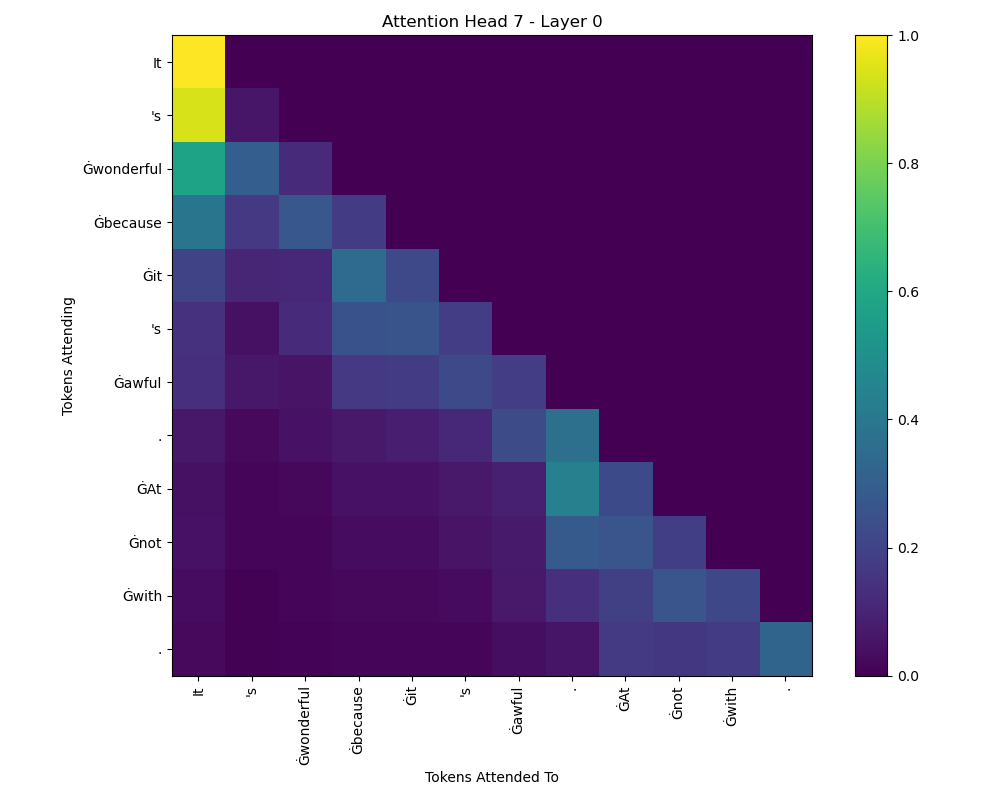 Attention Head 7 - Layer 0
It
's
Ġwonderful
Ġbecause
Ġit
's
Ġawful
.
ĠAt
Ġnot
Ġwith
.
Tokens Attending
It
's
Ġwonderful
Ġbecause
Ġit
's
Ġawful
.
ĠAt
Ġnot
Ġwith
.
Tokens Attended To
1.0
0.8
0.6
0.4
0.2
0.0